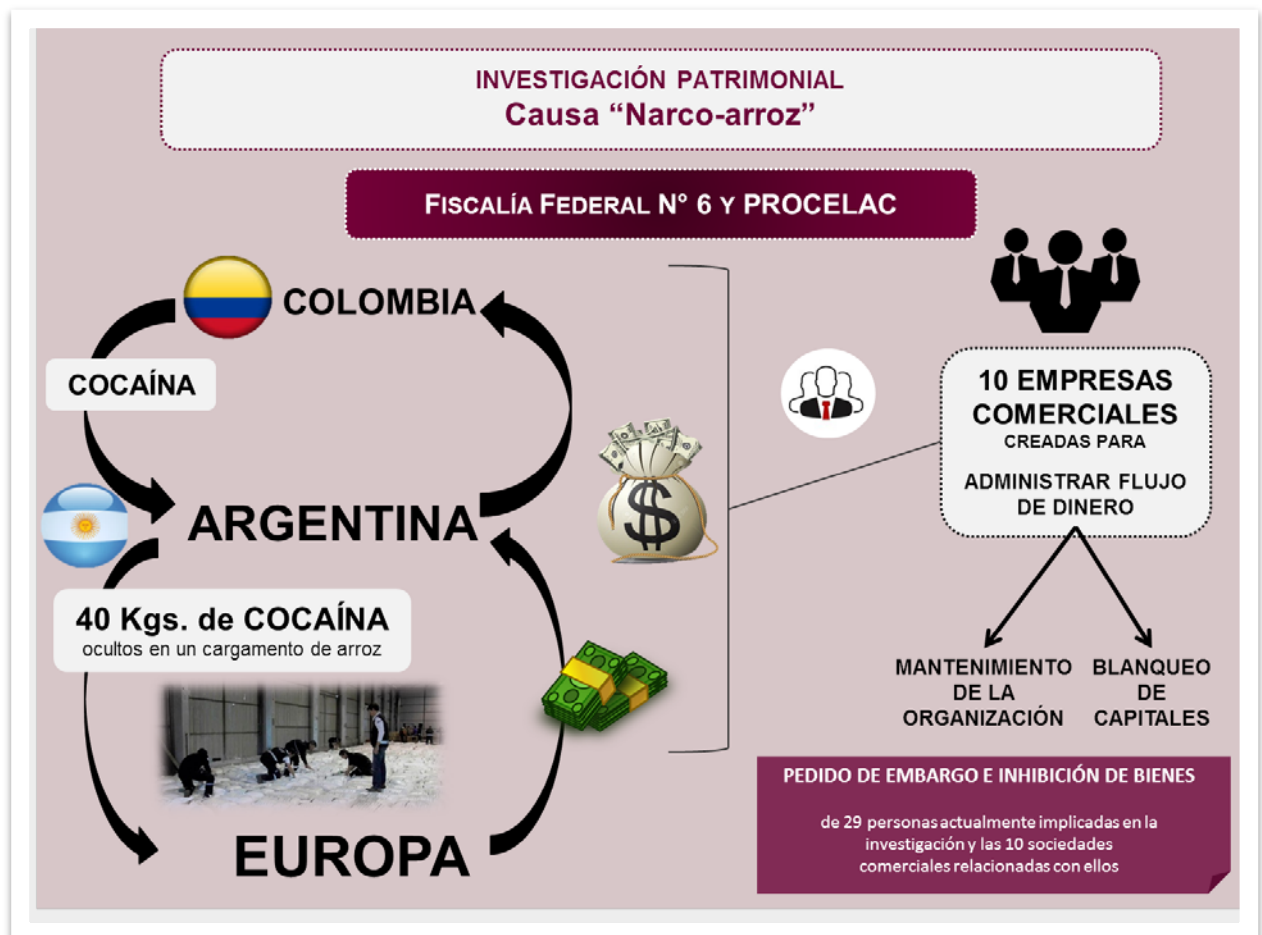 INVESTIGACIÓN PATRIMONIAL
Causa “Narco-arroz”
FISCALÍA FEDERAL N° 6 Y PROCELAC
COLOMBIA
COCAÍNA
ARGENTINA
40 Kgs. de COCAÍNA
ocultos en un cargamento de arroz
EUROPA
$
10 EMPRESAS
COMERCIALES
CREADAS PARA
ADMINISTRAR FLUJO
DE DINERO
MANTENIMIENTO
DE LA
ORGANIZACIÓN
BLANQUEO
DE
CAPITALES
PEDIDO DE EMBARGO E INHIBICIÓN DE BIENES
de 29 personas actualmente implicadas en la
investigación y las 10 sociedades
comerciales relacionadas con ellos